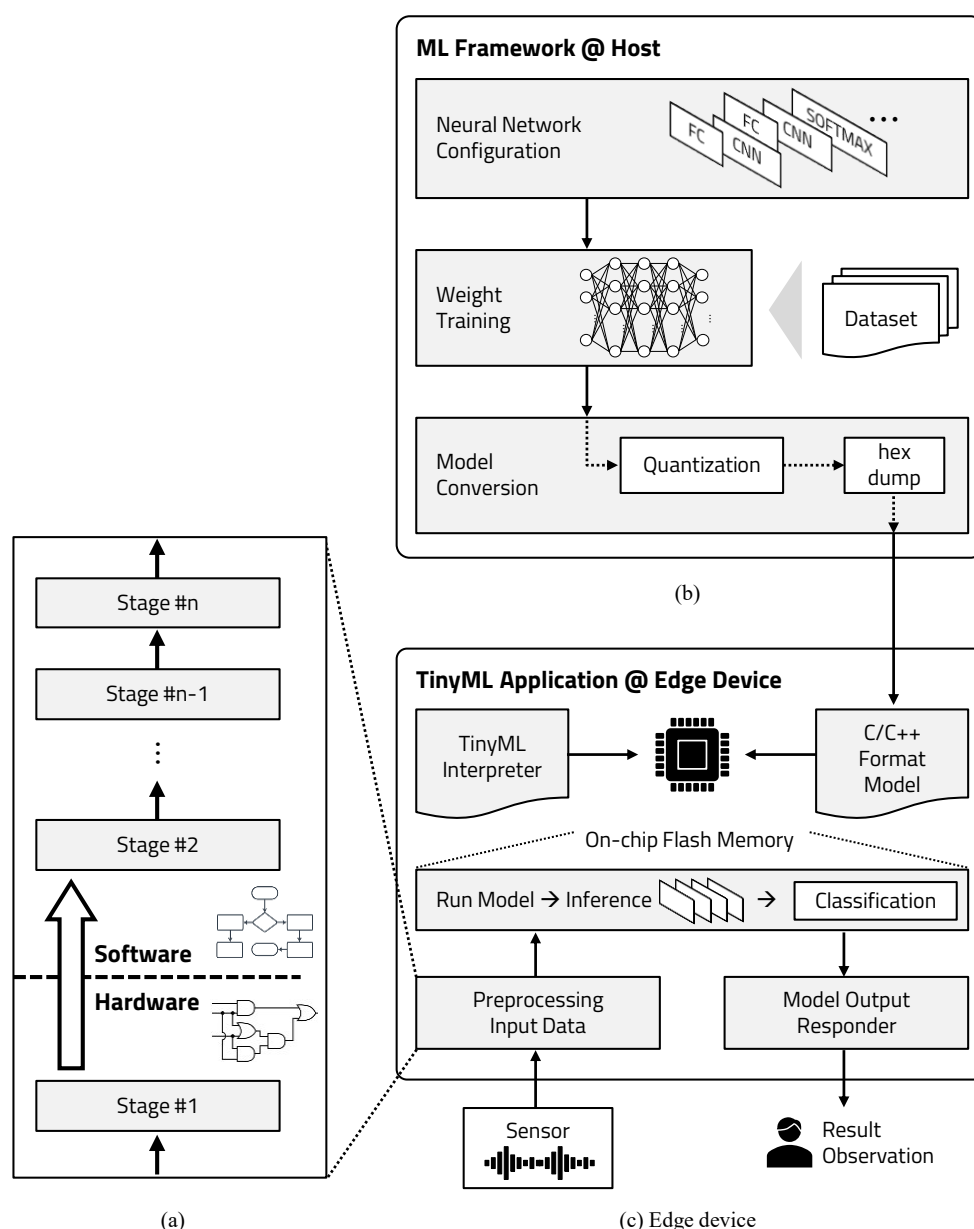 ML Framework @ Host
Neural Network
Configuration
FC
CNN
FC
CNN
SOFTMAX
...
Weight
Training
Dataset
Model
Conversion
Quantization
hex
dump
(b)
Stage #n
Stage #n-1
⋮
Stage #2
Software
Hardware
Stage #1
(a)
TinyML Application @ Edge Device
TinyML
Interpreter
C/C++
Format
Model
On-chip Flash Memory
Run Model → Inference → Classification
Preprocessing
Input Data
Model Output
Responder
Sensor
Result
Observation
(c) Edge device